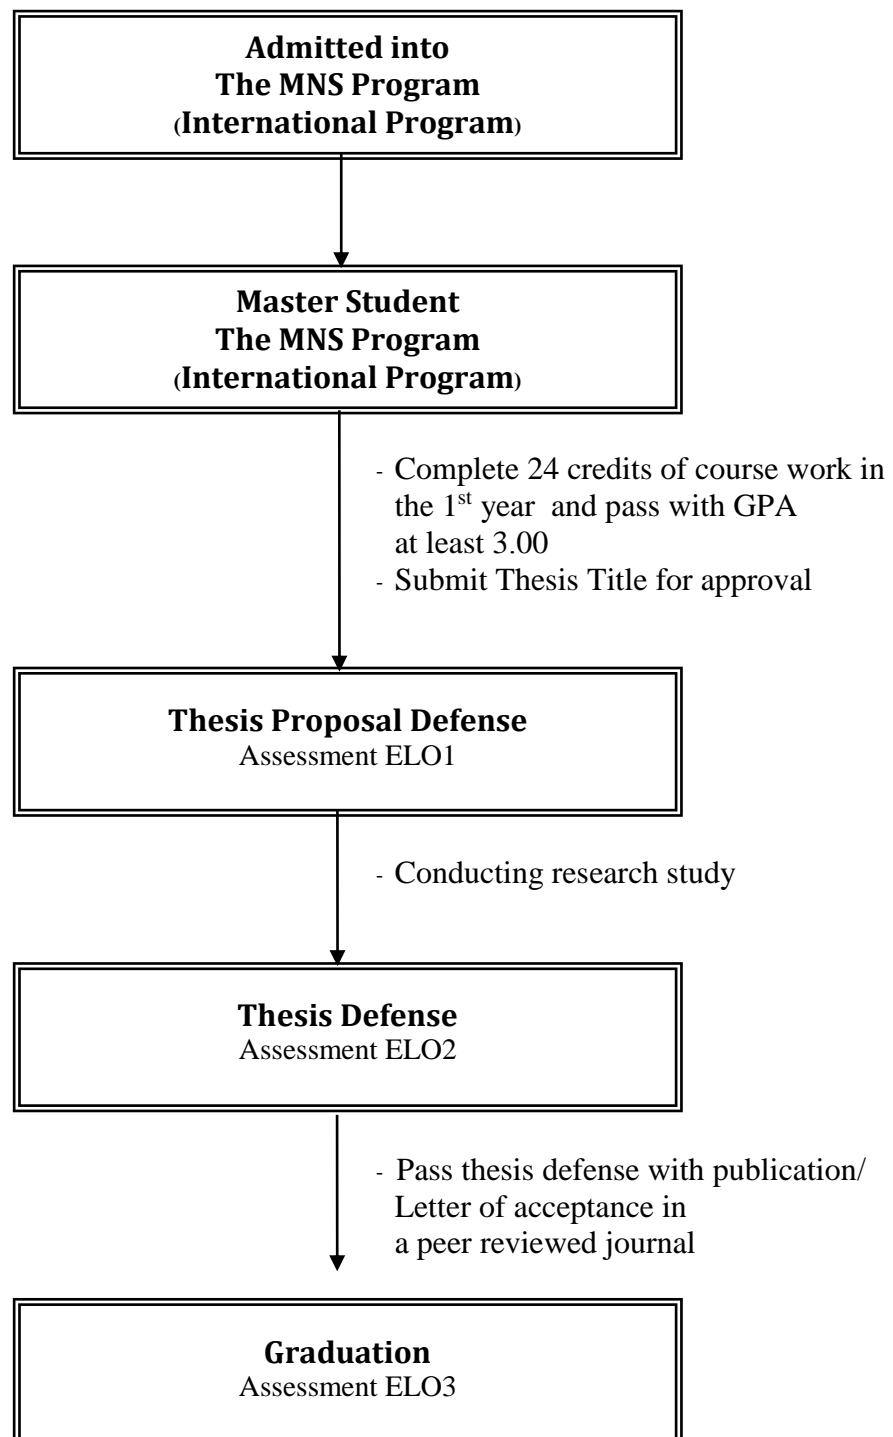 Admitted into
The MNS Program
(International Program)
Master Student
The MNS Program
(International Program)
- Complete 24 credits of course work in
the 1st year and pass with GPA
at least 3.00
- Submit Thesis Title for approval
Thesis Proposal Defense
Assessment ELO1
- Conducting research study
Thesis Defense
Assessment ELO2
- Pass thesis defense with publication/
Letter of acceptance in
a peer reviewed journal
Graduation
Assessment ELO3